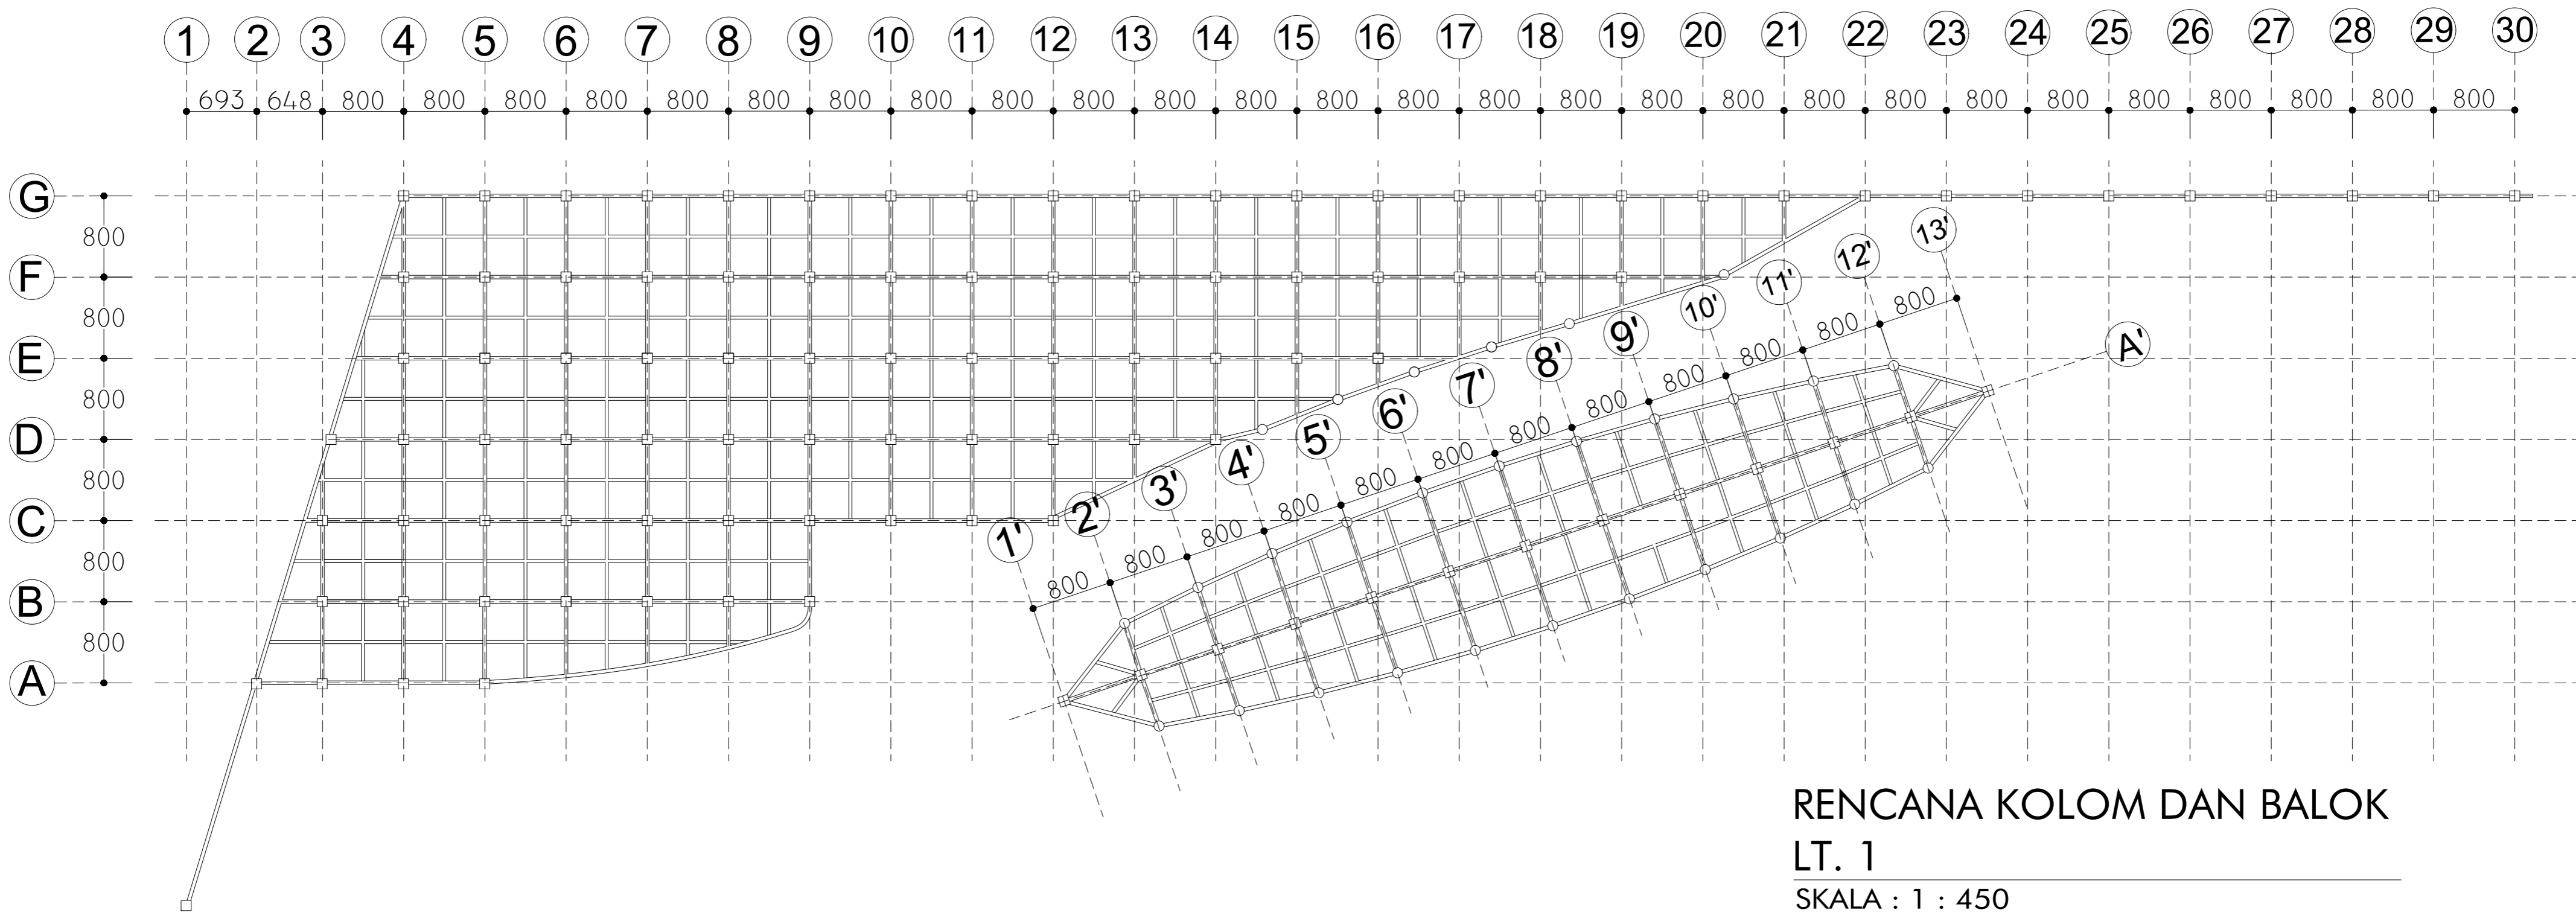 1 2 3 4 5 6 7 8 9 10 11 12 13 14 15 16 17 18 19 20 21 22 23 24 25 26 27 28 29 30
693 648 800 800 800 800 800 800 800 800 800 800 800 800 800 800 800 800 800 800 800 800 800 800 800 800 800 800 800
G
800
F
800
E
800
D
800
C
800
B
800
A
1' 2' 3' 4' 5' 6' 7' 8' 9' 10' 11' 12' 13'
800 800 800 800 800 800 800 800 800 800 800 800
A'
RENCANA KOLOM DAN BALOK
LT. 1
SKALA : 1 : 450